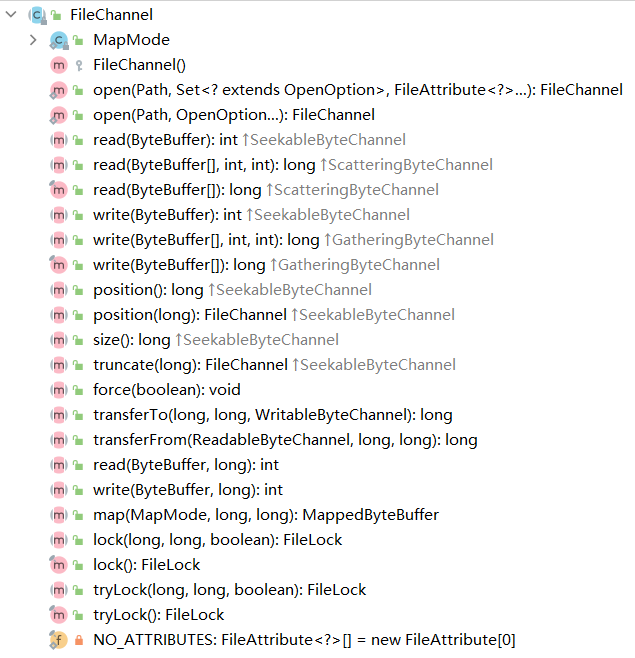 FileChannel
MapMode
FileChannel()
open(Path, Set<? extends OpenOption>, FileAttribute<?>...): FileChannel
open(Path, OpenOption...): FileChannel
read(ByteBuffer): int ↑SeekableByteChannel
read(ByteBuffer[], int, int): long ↑ScatteringByteChannel
read(ByteBuffer[]): long ↑ScatteringByteChannel
write(ByteBuffer): int ↑SeekableByteChannel
write(ByteBuffer[], int, int): long ↑GatheringByteChannel
write(ByteBuffer[]): long ↑GatheringByteChannel
position(): long ↑SeekableByteChannel
position(long): FileChannel ↑SeekableByteChannel
size(): long ↑SeekableByteChannel
truncate(long): FileChannel ↑SeekableByteChannel
force(boolean): void
transferTo(long, long, WritableByteChannel): long
transferFrom(ReadableByteChannel, long, long): long
read(ByteBuffer, long): int
write(ByteBuffer, long): int
map(MapMode, long, long): MappedByteBuffer
lock(long, long, boolean): FileLock
lock(): FileLock
tryLock(long, long, boolean): FileLock
tryLock(): FileLock
NO_ATTRIBUTES: FileAttribute<?>[] = new FileAttribute[0]